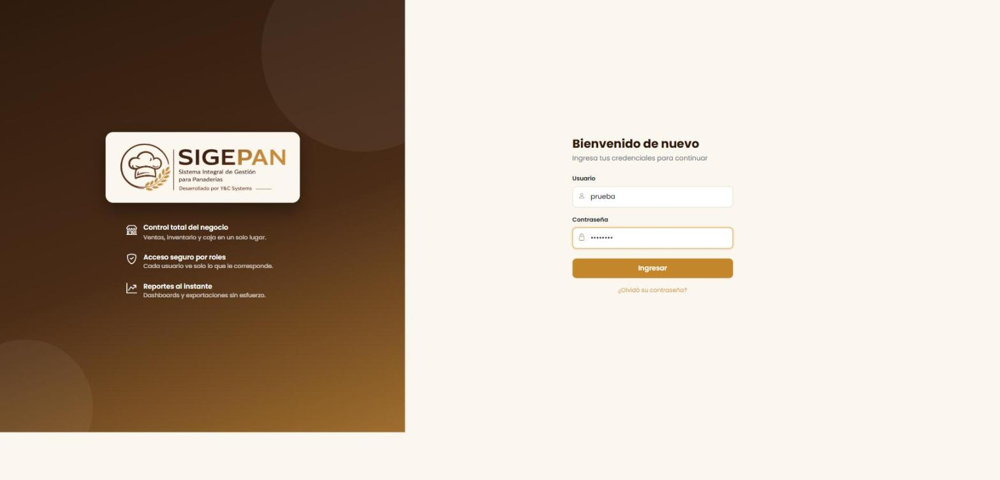 SIGEPAN
Sistema Integral de Gestión
para Panaderías
Desarrollado por Y&C Systems
Control total del negocio
Ventas, inventario y caja en un solo lugar.
Acceso seguro por roles
Cada usuario ve solo lo que le corresponde.
Reportes al instante
Dashboards y exportaciones sin esfuerzo.
Bienvenido de nuevo
Ingresa tus credenciales para continuar
Usuario
prueba
Contraseña
••••••••
Ingresar
¿Olvidó su contraseña?